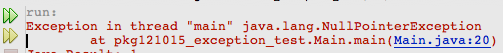 run:
Exception in thread "main" java.lang.NullPointerException
at pkg121015_exception_test.Main.main(Main.java:20)